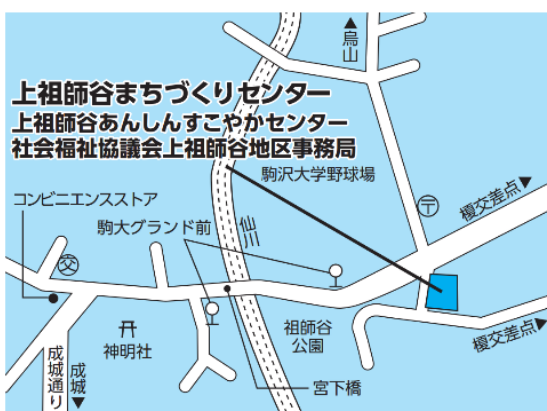 ▲烏山
上祖師谷まちづくりセンター
上祖師谷あんしんすこやかセンター
社会福祉協議会上祖師谷地区事務局
駒沢大学野球場
コンビニエンスストア
駒大グランド前
仙川
〒
榎交差点▶
交
祖師谷
公園
神明社
榎交差点▶
宮下橋
成城通り
成城▼